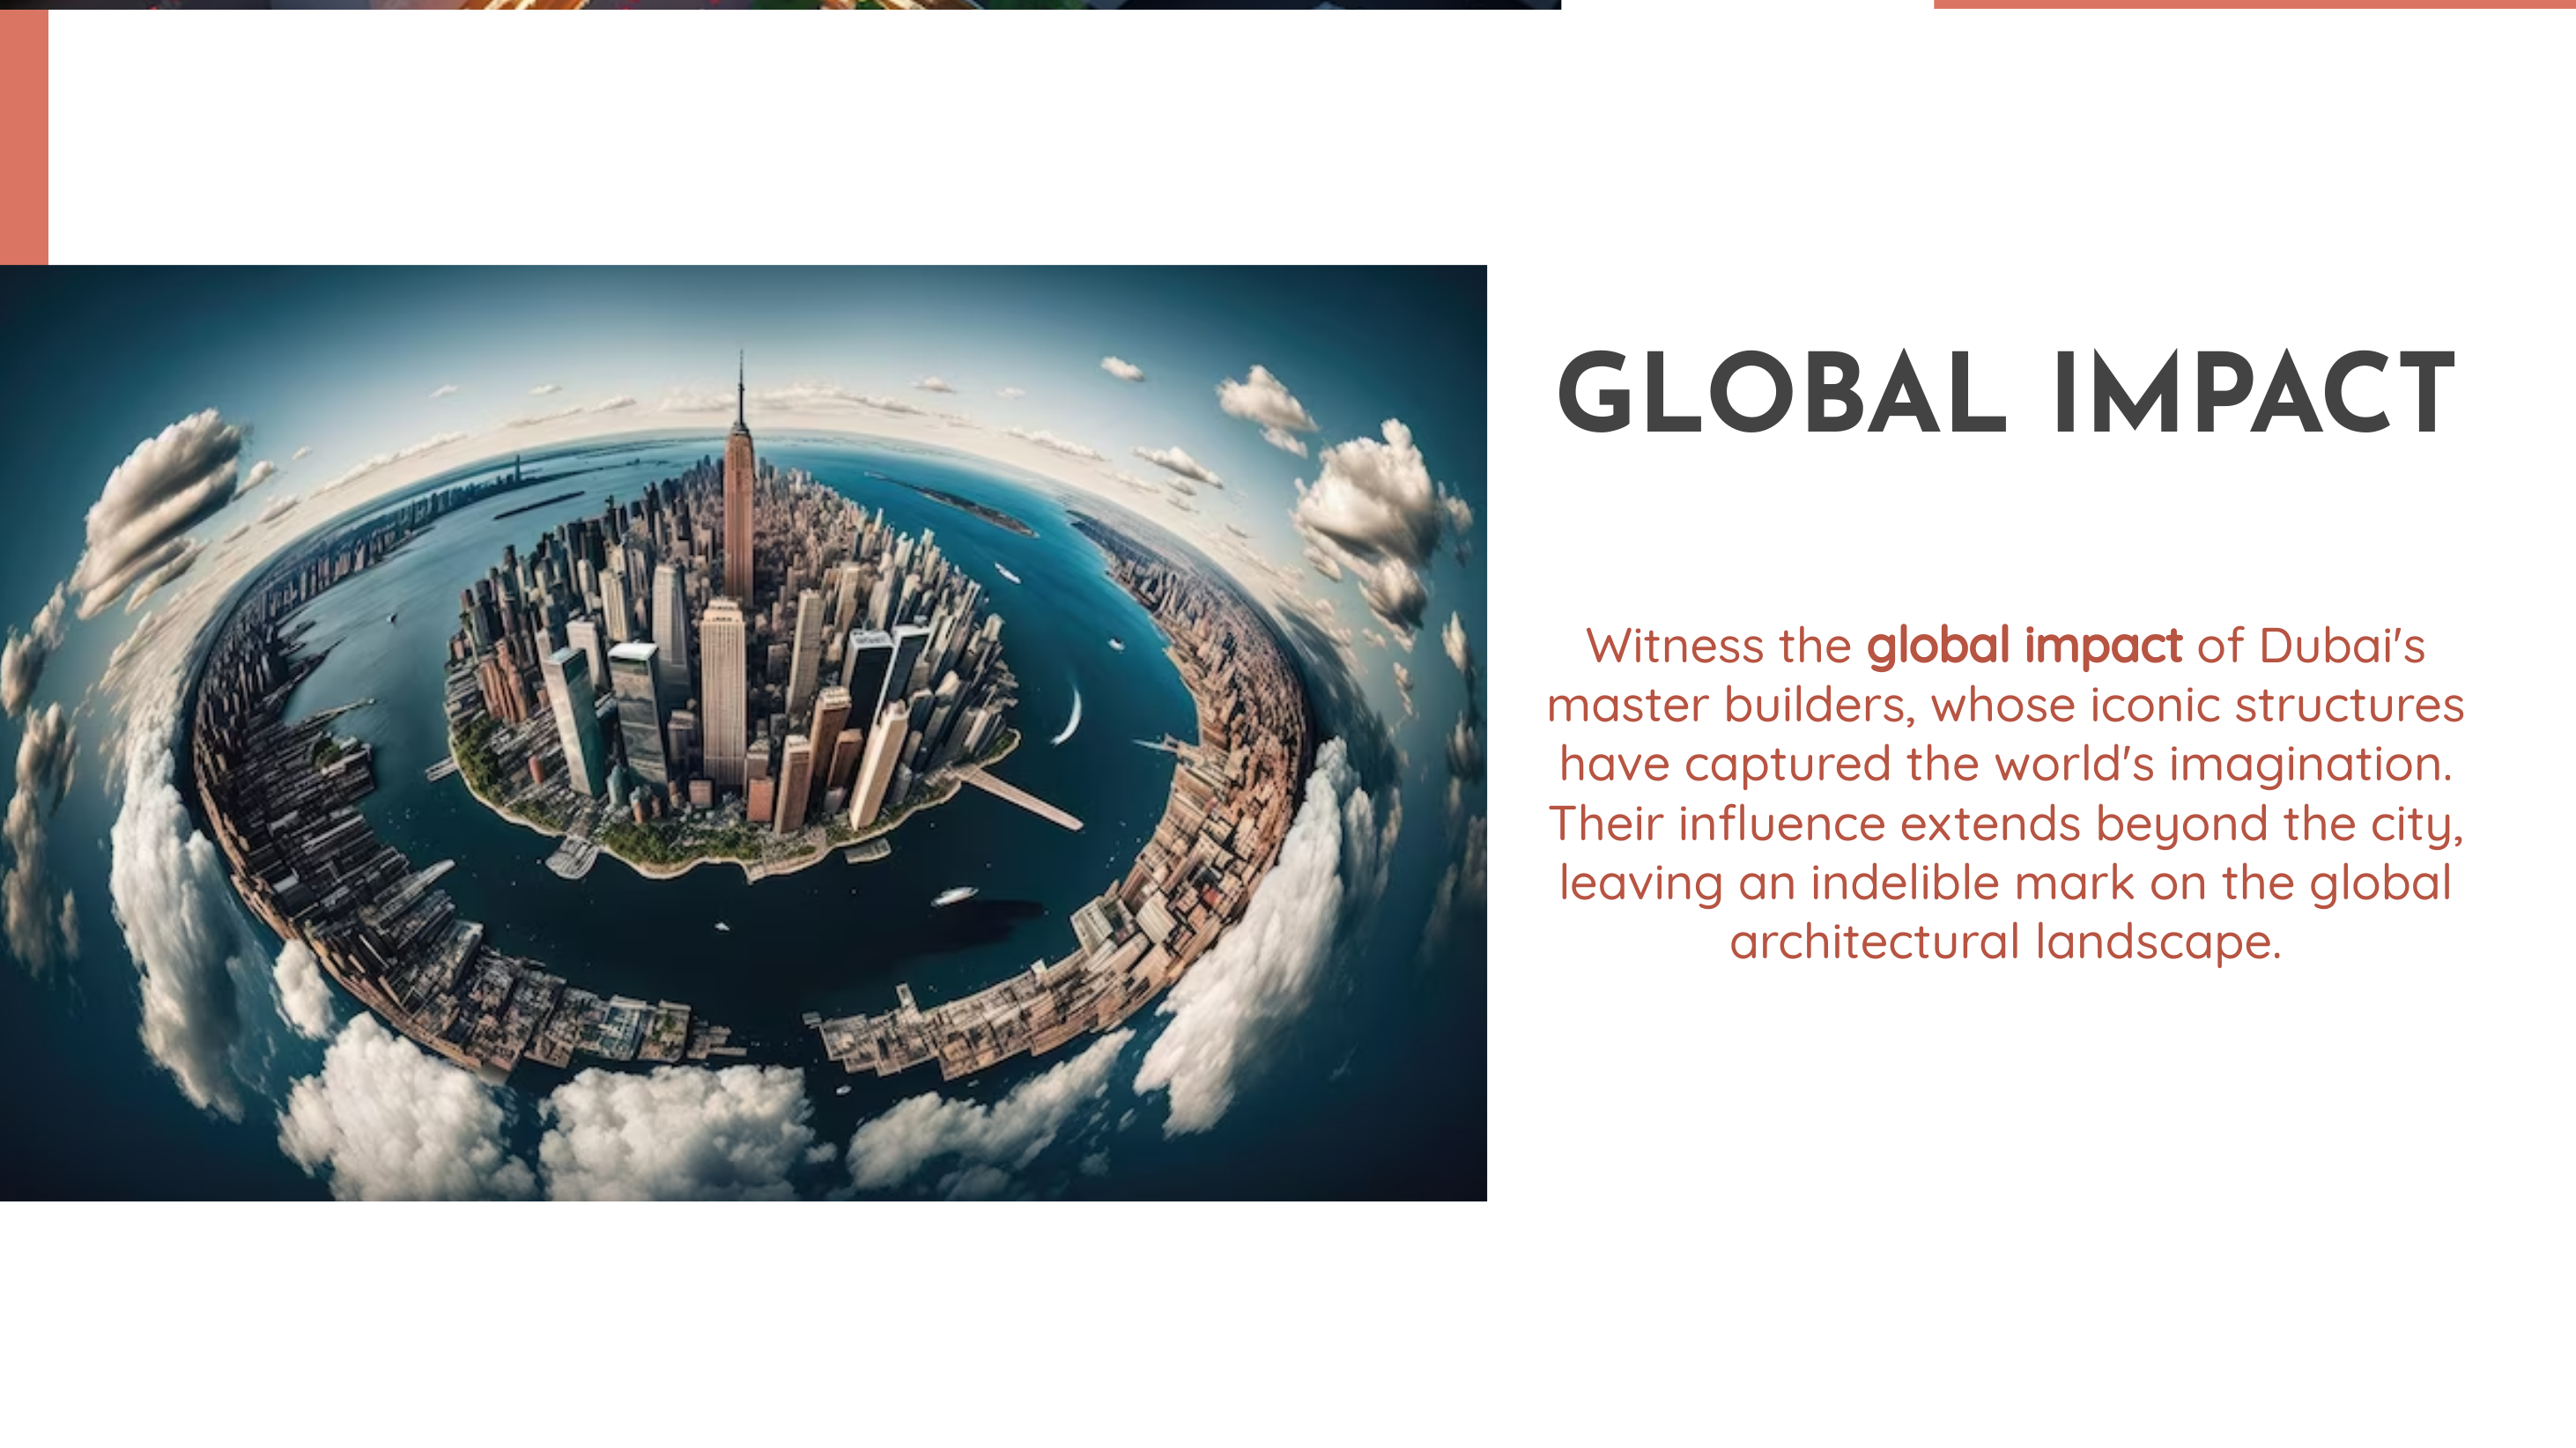 GLOBAL IMPACT
Witness the global impact of Dubai's
master builders, whose iconic structures
have captured the world's imagination.
Their influence extends beyond the city,
leaving an indelible mark on the global
architectural landscape.